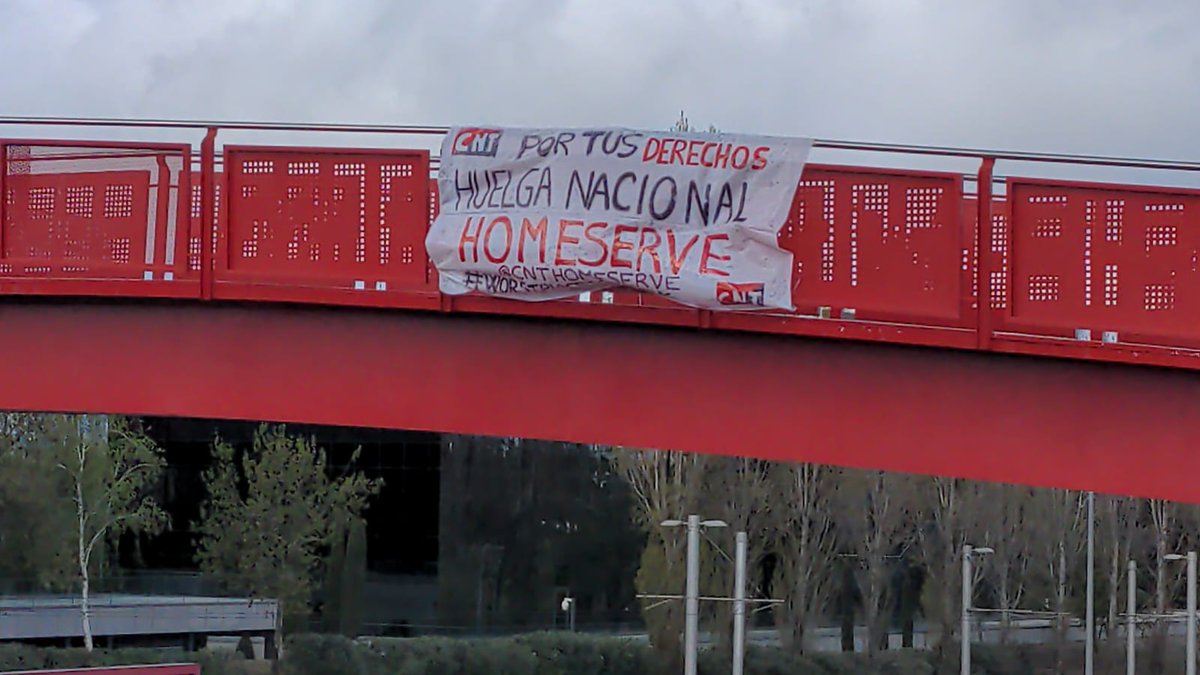 CNT POR TUS DERECHOS
HUELGA NACIONAL
HOMESERVE
@CNTHOMESERVE
CNT